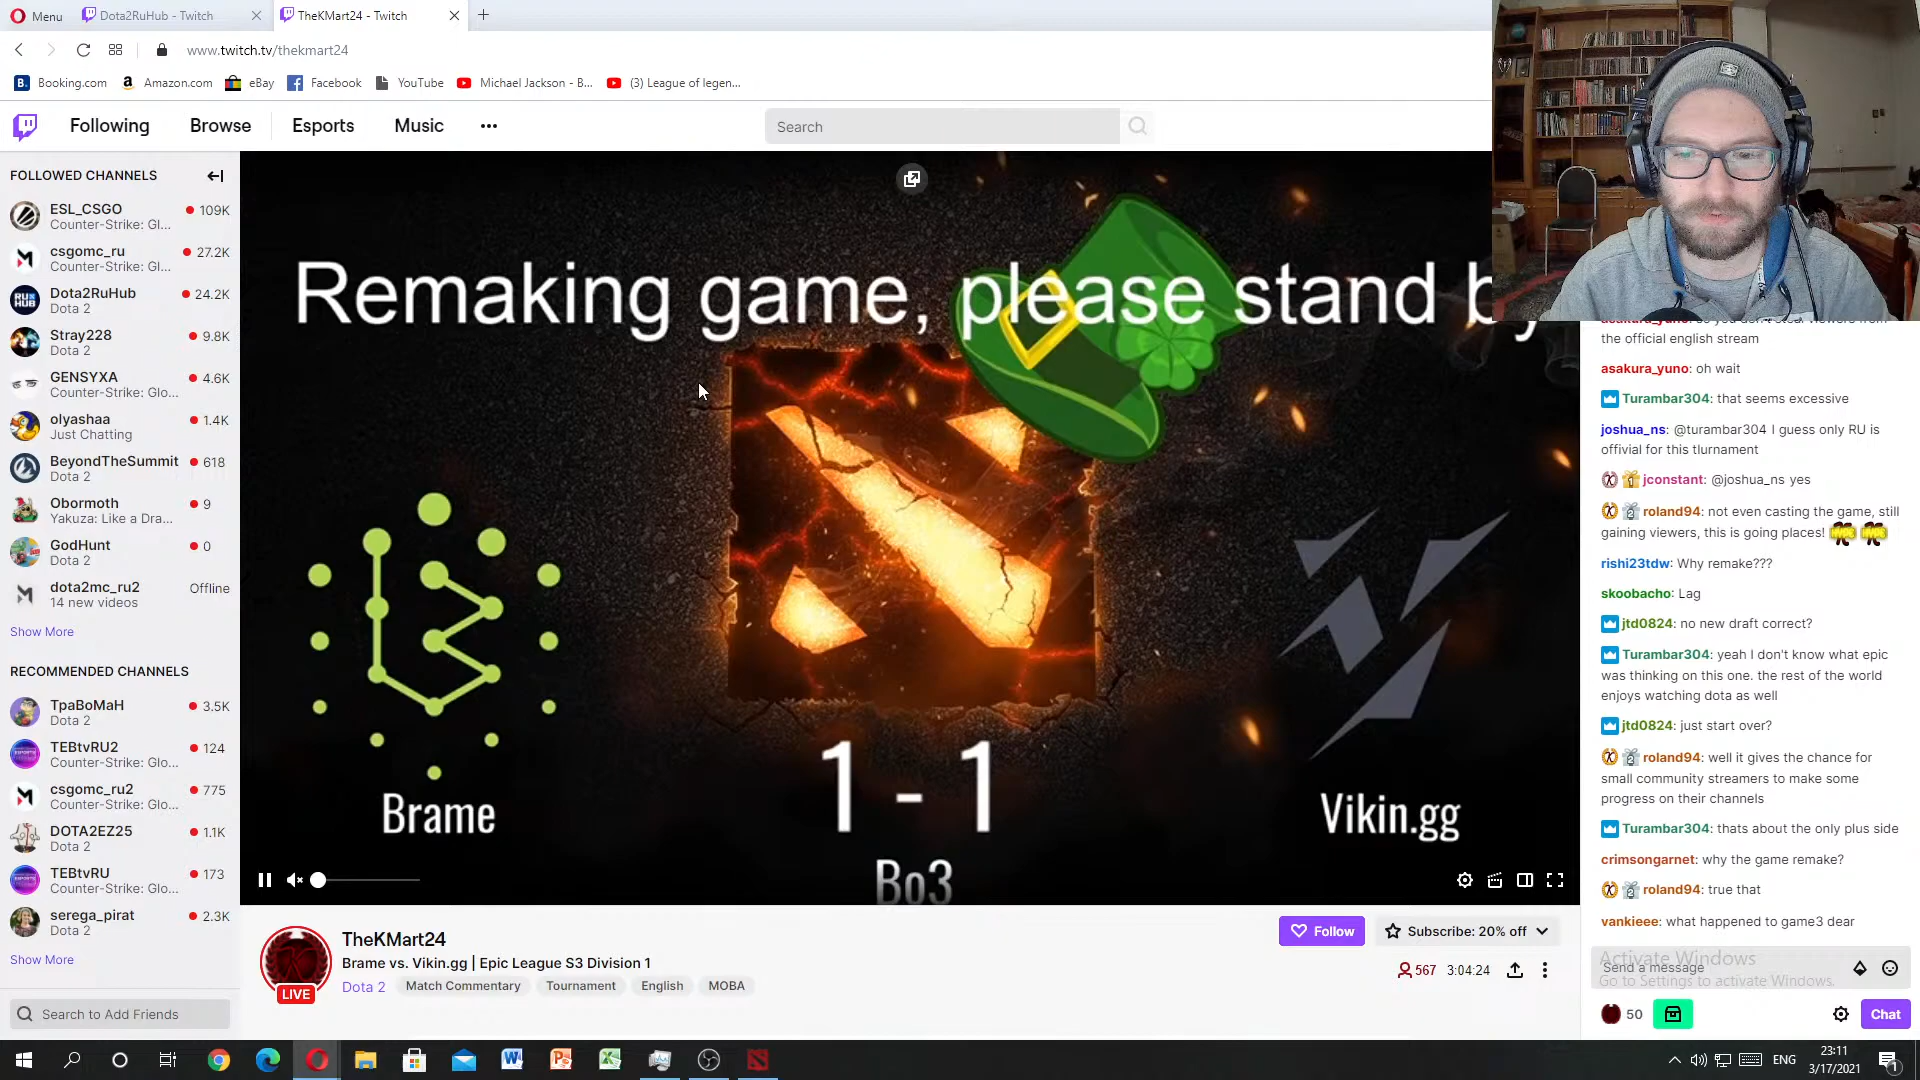 Menu
Dota2RuHub - Twitch
TheKMart24 - Twitch
www.twitch.tv/thekmart24
Booking.com
Amazon.com
eBay
Facebook
YouTube
Michael Jackson - B...
(3) League of legen...
Following
Browse
Esports
Music
Search
FOLLOWED CHANNELS
ESL_CSGO
109K
Counter-Strike: Gl...
csgomc_ru
27.2K
Counter-Strike: Gl...
Dota2RuHub
24.2K
Dota 2
Stray228
9.8K
Dota 2
GENSYXA
4.6K
Counter-Strike: Glo...
olyashaa
1.4K
Just Chatting
BeyondTheSummit
618
Dota 2
Obormoth
9
Yakuza: Like a Dra...
GodHunt
0
Dota 2
dota2mc_ru2
Offline
14 new videos
Show More
RECOMMENDED CHANNELS
TpaBoMaH
3.5K
Dota 2
TEBtvRU2
124
Counter-Strike: Glo...
csgomc_ru2
775
Counter-Strike: Glo...
DOTA2EZ25
1.1K
Dota 2
TEBtvRU
173
Counter-Strike: Glo...
serega_pirat
2.3K
Dota 2
Show More
Search to Add Friends
Remaking game, please stand by
Brame
1 - 1
Vikin.gg
Bo3
TheKMart24
Brame vs. Vikin.gg | Epic League S3 Division 1
Dota 2
Match Commentary
Tournament
English
MOBA
LIVE
Follow
Subscribe: 20% off
567
3:04:24
the official english stream
asakura_yuno: oh wait
Turambar304: that seems excessive
joshua_ns: @turambar304 I guess only RU is
offivial for this tlurnament
jconstant: @joshua_ns yes
roland94: not even casting the game, still
gaining viewers, this is going places!
rishi23tdw: Why remake???
skoobacho: Lag
jtd0824: no new draft correct?
Turambar304: yeah I don't know what epic
was thinking on this one. the rest of the world
enjoys watching dota as well
jtd0824: just start over?
roland94: well it gives the chance for
small community streamers to make some
progress on their channels
Turambar304: thats about the only plus side
crimsongarnet: why the game remake?
roland94: true that
vankieee: what happened to game3 dear
Activate Windows
Send a message
Go to Settings to activate Windows.
50
Chat
ENG
23:11
3/17/2021